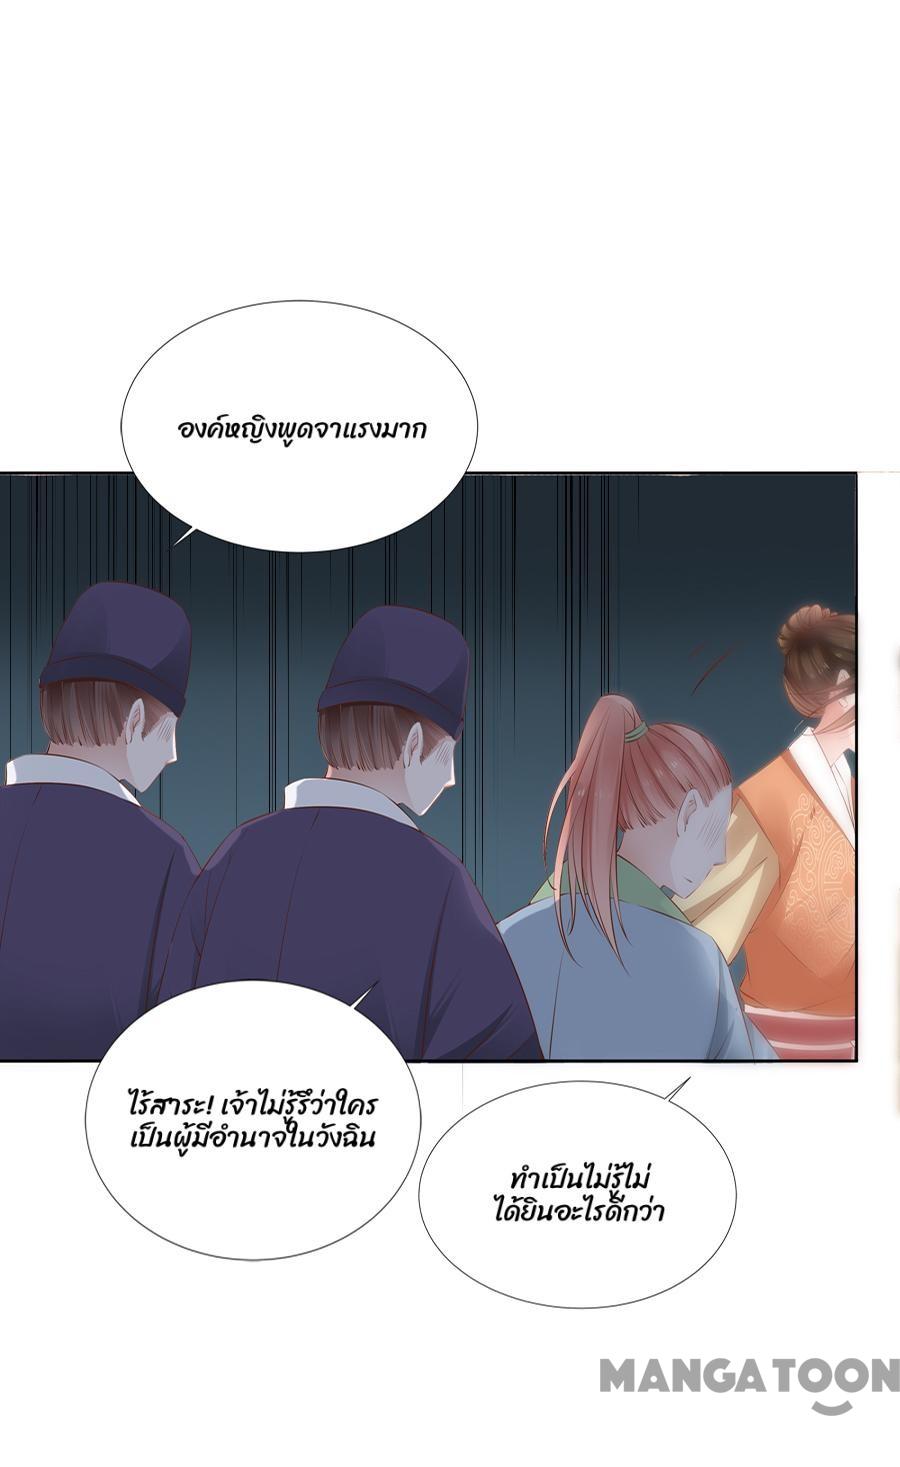 องค์หญิงพูดจาแรงมาก
ไร้สาระ! เจ้าไม่รู้รึว่าใคร
เป็นผู้มีอำนาจในวังฉิน
ทำเป็นไม่รู้ไม่
ได้ยินอะไรดีกว่า
MANGATOON